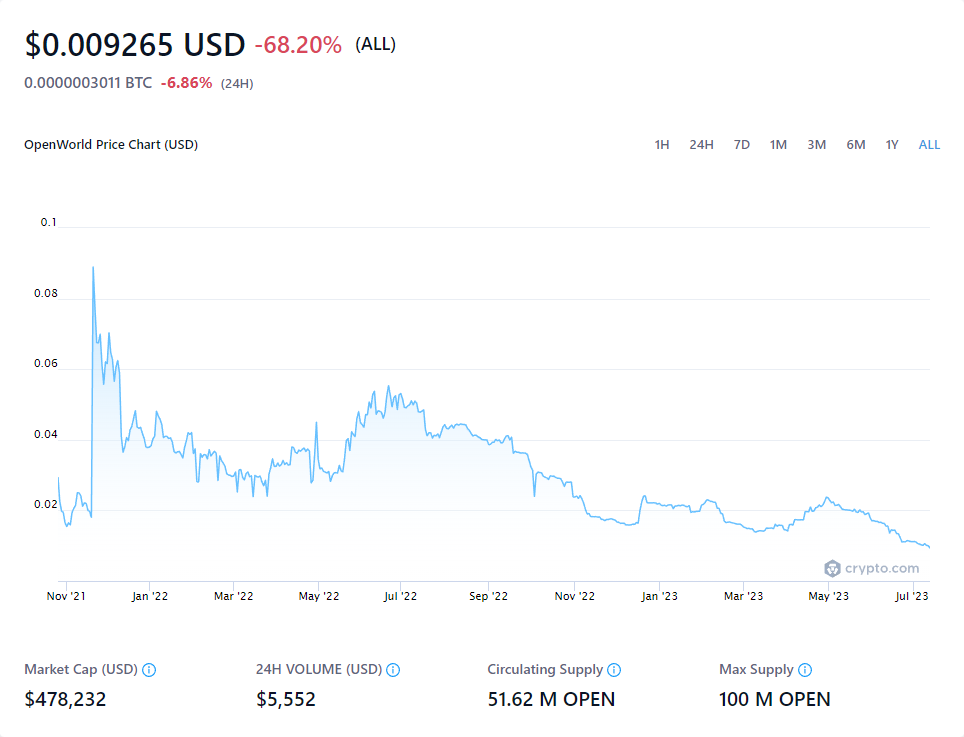 $0.009265 USD -68.20% (ALL)
0.0000003011 BTC -6.86% (24H)
OpenWorld Price Chart (USD) 1H 24H 7D 1M 3M 6M 1Y ALL
0.1
0.08
0.06
0.04
0.02
crypto.com
Nov '21 Jan '22 Mar '22 May '22 Jul '22 Sep '22 Nov '22 Jan '23 Mar '23 May '23 Jul '23
Market Cap (USD) 24H VOLUME (USD) Circulating Supply Max Supply
$478,232 $5,552 51.62 M OPEN 100 M OPEN